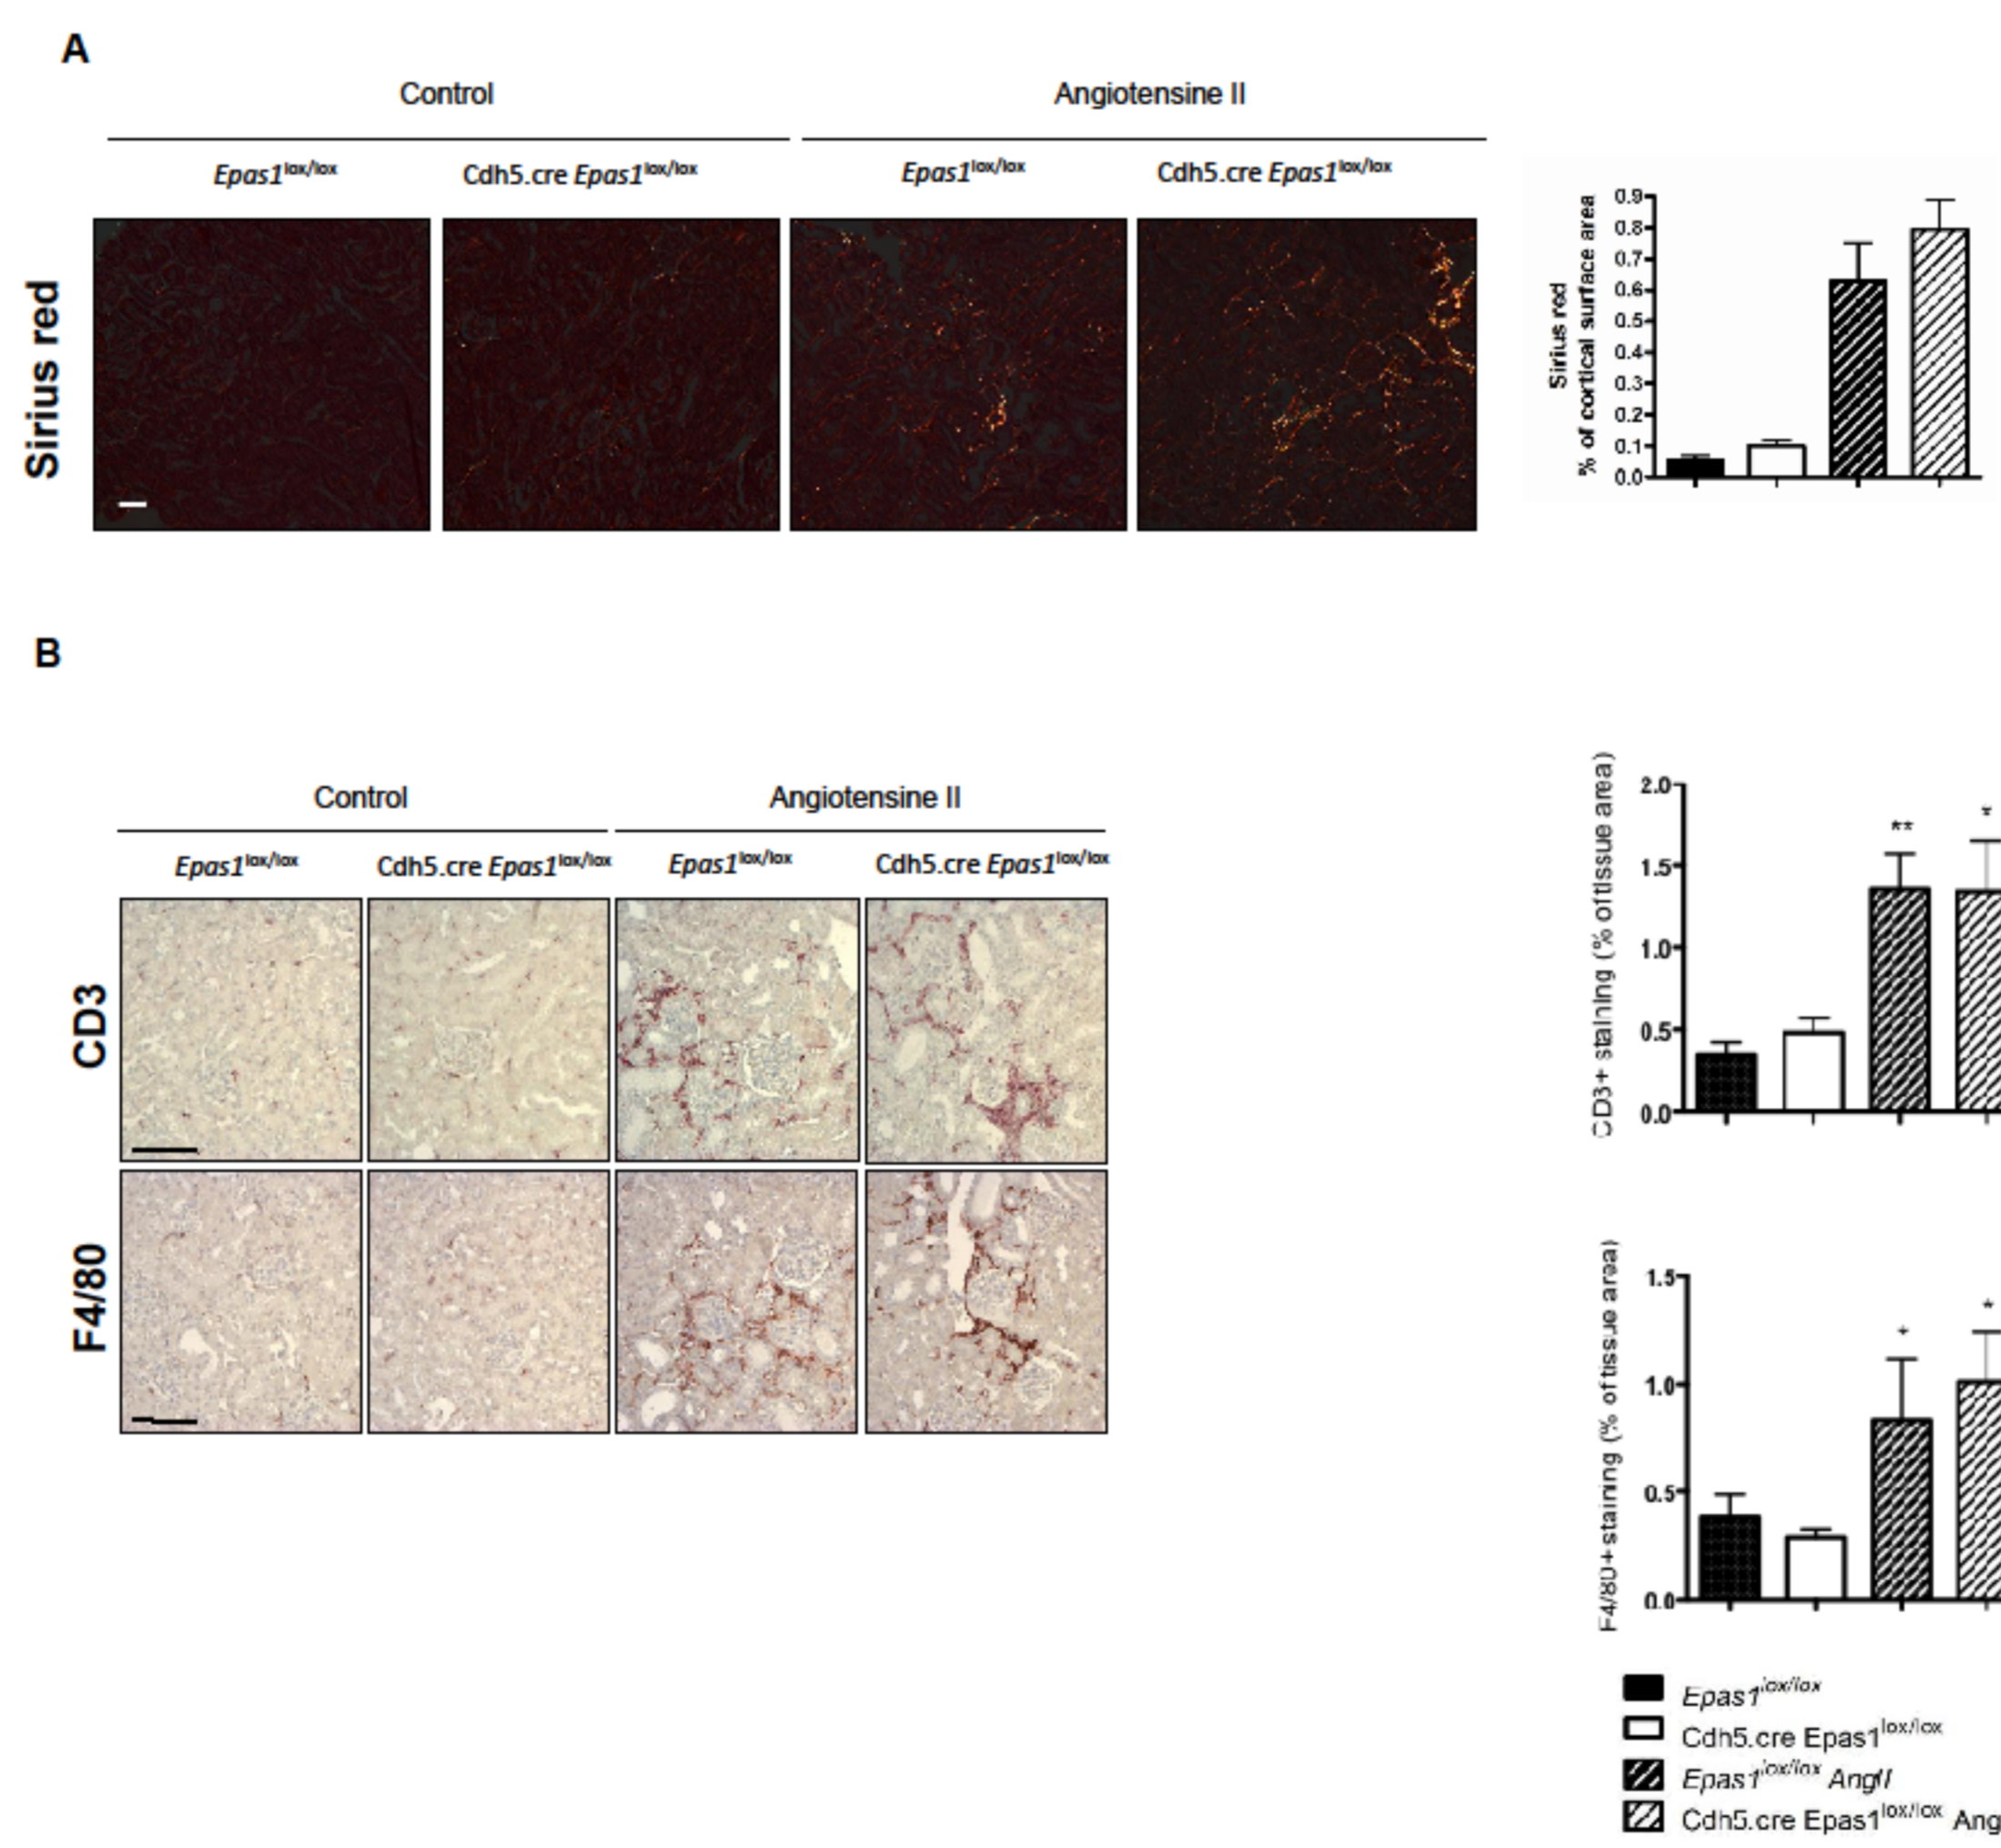 A
Control
Angiotensine II
Epas1lox/lox
Cdh5.cre Epas1lox/lox
Epas1lox/lox
Cdh5.cre Epas1lox/lox
Sirius red
Sirius red
% of cortical surface area
0.9
0.8
0.7
0.6
0.5
0.4
0.3
0.2
0.1
0.0
B
Control
Angiotensine II
Epas1lox/lox
Cdh5.cre Epas1lox/lox
Epas1lox/lox
Cdh5.cre Epas1lox/lox
CD3
F4/80
CD3+ staining (% of tissue area)
2.0
1.5
1.0
0.5
0.0
**
*
F4/80+staining (% of tissue area)
1.5
1.0
0.5
0.0
*
*
Epas1lox/lox
Cdh5.cre Epas1lox/lox
Epas1lox/lox AngII
Cdh5.cre Epas1lox/lox Ang